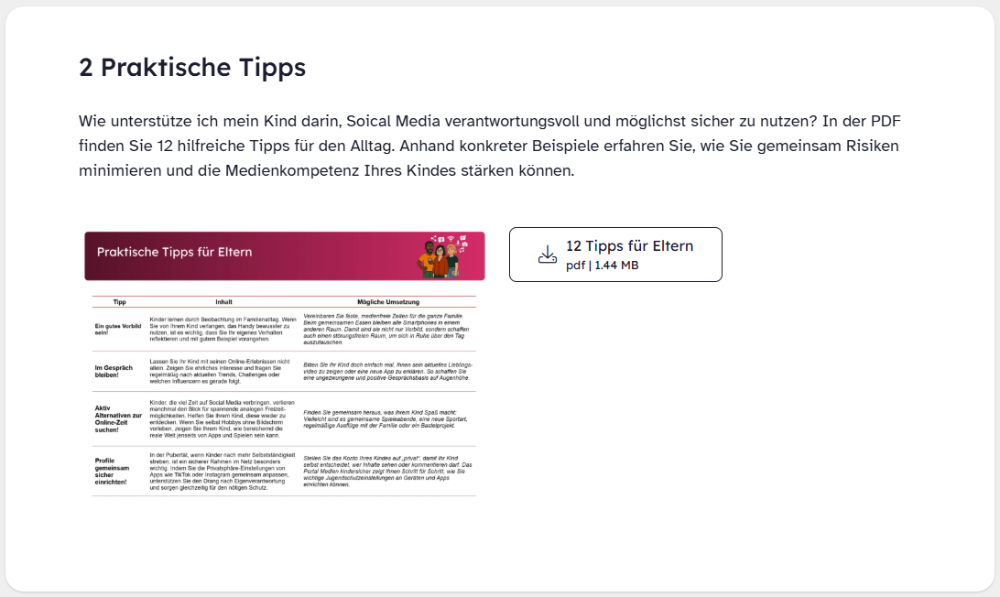 2 Praktische Tipps
Wie unterstütze ich mein Kind darin, Soical Media verantwortungsvoll und möglichst sicher zu nutzen? In der PDF
finden Sie 12 hilfreiche Tipps für den Alltag. Anhand konkreter Beispiele erfahren Sie, wie Sie gemeinsam Risiken
minimieren und die Medienkompetenz Ihres Kindes stärken können.
Praktische Tipps für Eltern
12 Tipps für Eltern
pdf | 1.44 MB
Tipp Inhalt Mögliche Umsetzung
Ein gutes Vorbild
sein!
Kinder lernen durch Beobachtung im Familienalltag. Wenn
Sie von Ihrem Kind verlangen, das Handy bewusster zu
nutzen, ist es wichtig, dass Sie Ihr eigenes Verhalten
reflektieren und mit gutem Beispiel vorangehen.
Vereinbaren Sie feste, medienfreie Zeiten für die ganze Familie.
Beim gemeinsamen Essen bleiben alle Smartphones in einem
anderen Raum. Damit sind sie nicht nur Vorbild, sondern schaffen
auch einen störungsfreien Raum, um sich in Ruhe über den Tag
auszutauschen.
Im Gespräch
bleiben!
Lassen Sie Ihr Kind mit seinen Online-Erlebnissen nicht
allein. Zeigen Sie ehrliches Interesse und fragen Sie
regelmäßig nach aktuellen Trends, Challenges oder
welchen Influencern es gerade folgt.
Bitten Sie Ihr Kind doch einfach mal, Ihnen sein aktuelles Lieblings-
video zu zeigen oder eine neue App zu erklären. So schaffen Sie
eine ungezwungene und positive Gesprächsbasis auf Augenhöhe.
Aktiv
Alternativen zur
Online-Zeit
suchen!
Kinder, die viel Zeit auf Social Media verbringen, verlieren
manchmal den Blick für spannende analogen Freizeit-
möglichkeiten. Helfen Sie Ihrem Kind, diese wieder zu
entdecken. Wenn Sie selbst Hobbys ohne Bildschirm
vorleben, zeigen Sie Ihrem Kind, wie bereichernd die
reale Welt jenseits von Apps und Spielen sein kann.
Finden Sie gemeinsam heraus, was Ihrem Kind Spaß macht:
Vielleicht sind es gemeinsame Spieleabende, eine neue Sportart,
regelmäßige Ausflüge mit der Familie oder ein Bastelprojekt.
Profile
gemeinsam
sicher
einrichten!
In der Pubertät, wenn Kinder nach mehr Selbstständigkeit
streben, ist ein sicherer Rahmen im Netz besonders
wichtig. Indem Sie die Privatsphäre-Einstellungen von
Apps wie TikTok oder Instagram gemeinsam anpassen,
unterstützen Sie den Drang nach Eigenverantwortung
und sorgen gleichzeitig für den nötigen Schutz.
Stellen Sie das Konto Ihres Kindes auf „privat“, damit Ihr Kind
selbst entscheidet, wer Inhalte sehen oder kommentieren darf. Das
Portal Medien kindersicher zeigt Ihnen Schritt für Schritt, wie Sie
wichtige Jugendschutzeinstellungen an Geräten und Apps
einrichten können.